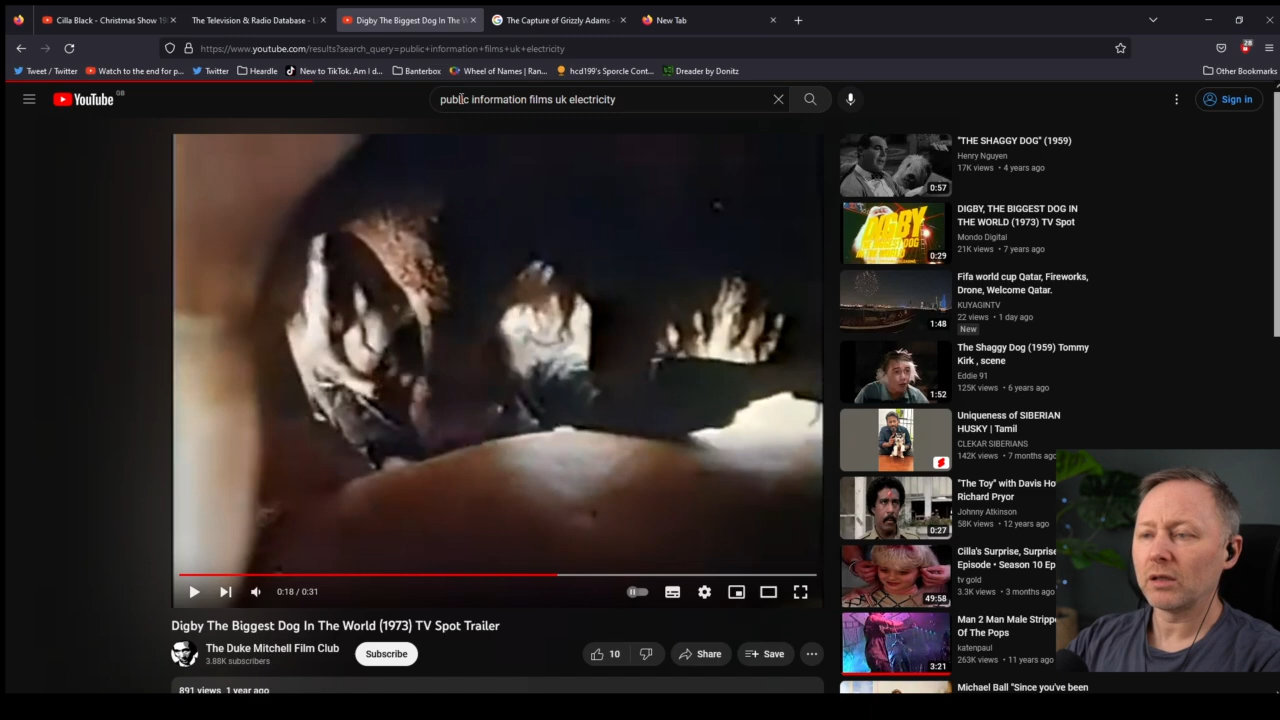 Cilla Black - Christmas Show 19
The Television & Radio Database - L
Digby The Biggest Dog In The W
The Capture of Grizzly Adams -
New Tab
https://www.youtube.com/results?search_query=public+information+films+uk+electricity
28
Tweet / Twitter
Watch to the end for p...
Twitter
Heardle
New to TikTok. Am I d...
Banterbox
Wheel of Names | Ran...
hcd199's Sporcle Cont...
Dreader by Donitz
Other Bookmarks
YouTube GB
public information films uk electricity
Sign in
"THE SHAGGY DOG" (1959)
Henry Nguyen
17K views • 4 years ago
0:57
DIGBY, THE BIGGEST DOG IN
THE WORLD (1973) TV Spot
Mondo Digital
21K views • 7 years ago
DIGBY
THE BIGGEST DOG
IN THE WORLD
0:29
Fifa world cup Qatar, Fireworks,
Drone, Welcome Qatar.
KUYAGINTV
22 views • 1 day ago
New
1:48
The Shaggy Dog (1959) Tommy
Kirk , scene
Eddie 91
125K views • 6 years ago
1:52
Uniqueness of SIBERIAN
HUSKY | Tamil
CLEKAR SIBERIANS
142K views • 7 months ago
"The Toy" with Davis Ho
Richard Pryor
Johnny Atkinson
58K views • 12 years ago
0:27
Cilla's Surprise, Surprise
Episode • Season 10 Ep
tv gold
3.3K views • 3 months ago
49:58
Man 2 Man Male Strippe
Of The Pops
katenpaul
263K views • 11 years ago
3:21
Michael Ball "Since you've been
0:18 / 0:31
Digby The Biggest Dog In The World (1973) TV Spot Trailer
The Duke Mitchell Film Club
3.88K subscribers
Subscribe
10
Share
Save
891 views 1 year ago